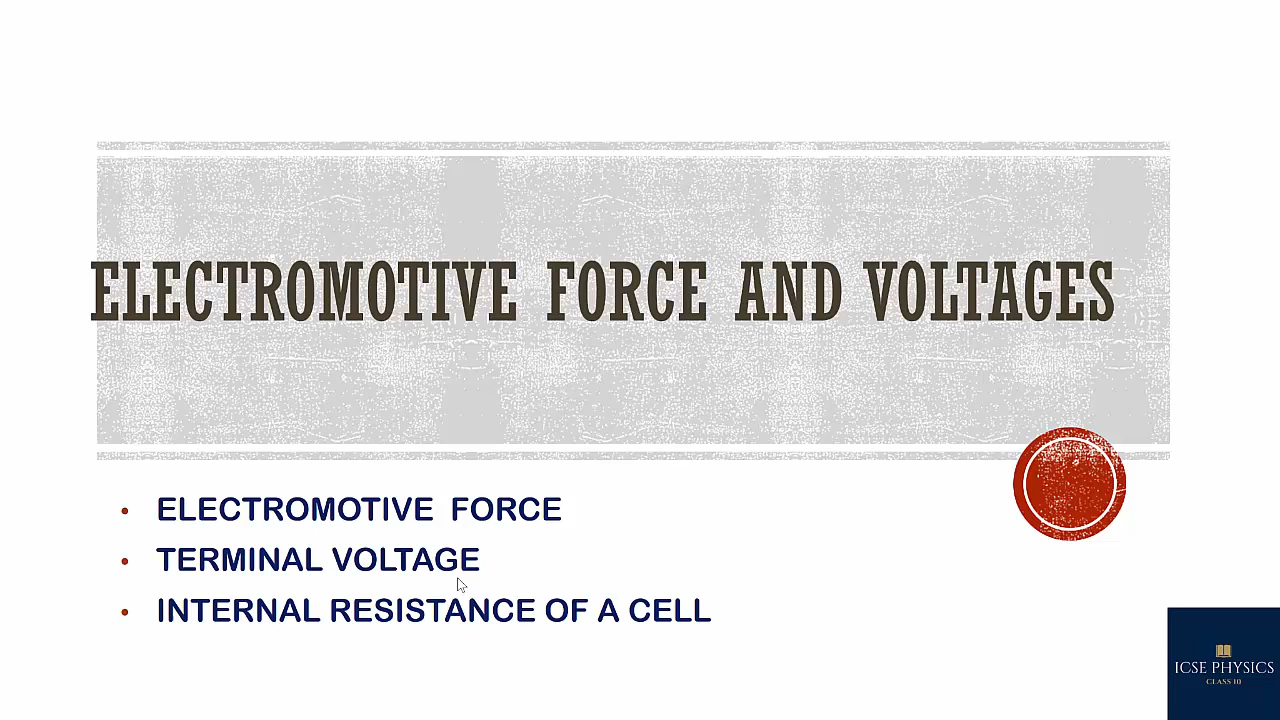 ELECTROMOTIVE FORCE AND VOLTAGES
• ELECTROMOTIVE FORCE
• TERMINAL VOLTAGE
• INTERNAL RESISTANCE OF A CELL
ICSE PHYSICS
CLASS 10